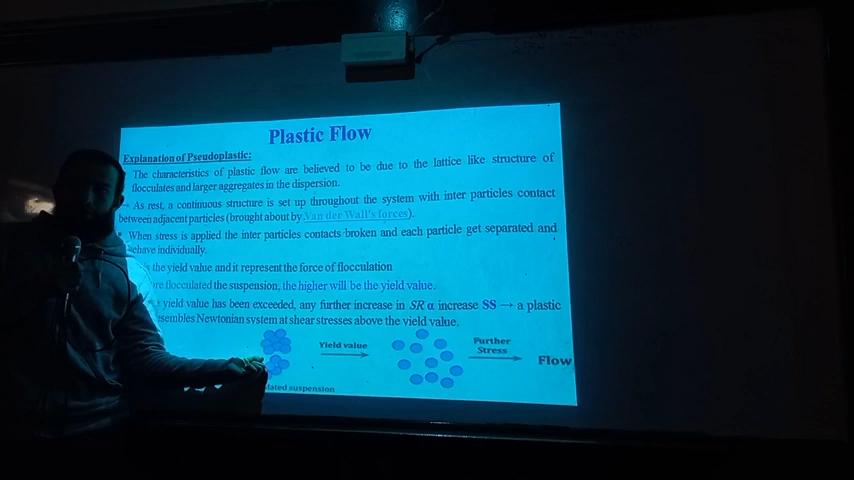 Plastic Flow
Explanation of Pseudoplastic:
The characteristics of plastic flow are believed to be due to the lattice like structure of
flocculates and larger aggregates in the dispersion.
→ As rest, a continuous structure is set up throughout the system with inter particles contact
between adjacent particles (brought about by Van der Wall's forces).
When stress is applied the inter particles contacts broken and each particle get separated and
behave individually.
the yield value and it represent the force of flocculation
flocculated the suspension, the higher will be the yield value.
yield value has been exceeded, any further increase in SR α increase SS → a plastic
Newtonian system at shear stresses above the yield value.
Yield value
Further
Stress
Flow
suspension